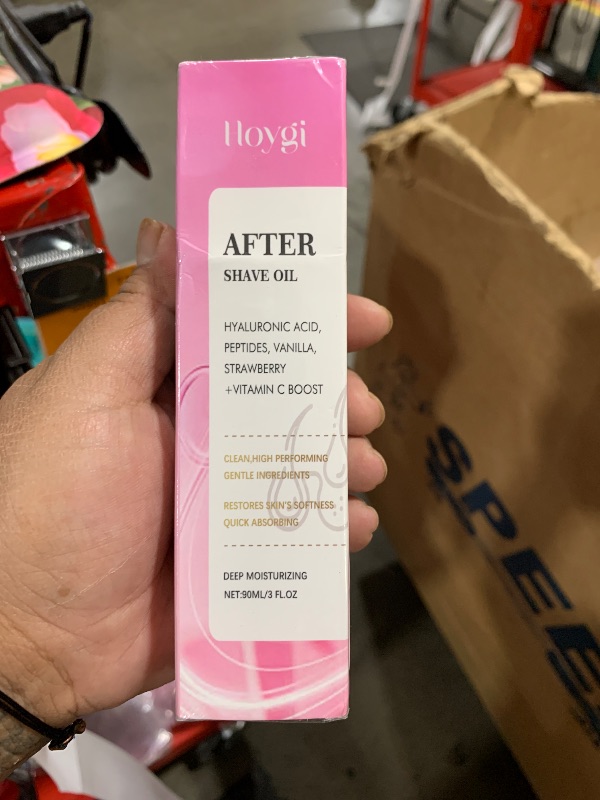 Hoygi
AFTER
SHAVE OIL
HYALURONIC ACID,
PEPTIDES, VANILLA,
STRAWBERRY
+VITAMIN C BOOST
CLEAN,HIGH PERFORMING
GENTLE INGREDIENTS
RESTORES SKIN'S SOFTNESS
QUICK ABSORBING
DEEP MOISTURIZING
NET:90ML/3 FL.OZ